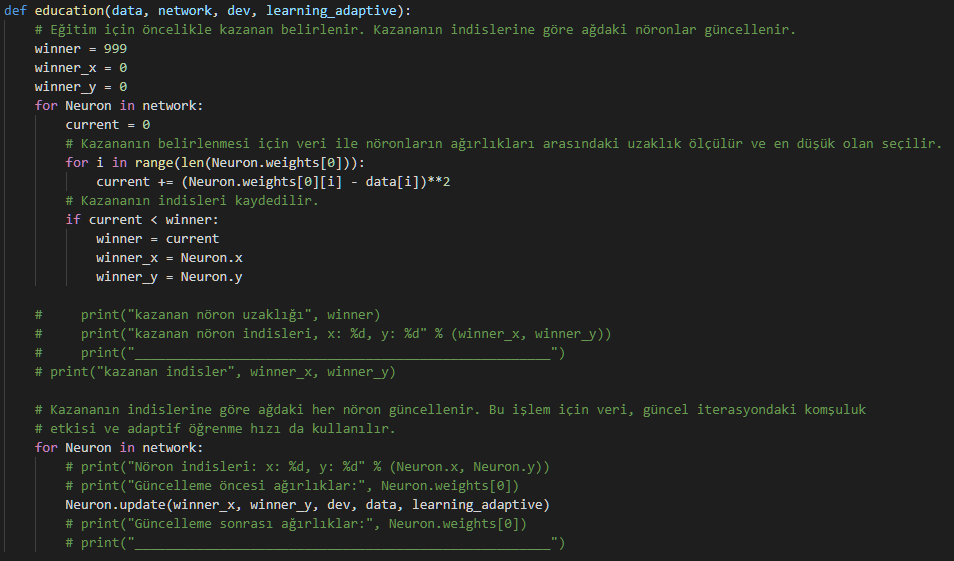 def education(data, network, dev, learning_adaptive):
    # Eğitim için öncelikle kazanan belirlenir. Kazananın indislerine göre ağdaki nöronlar güncellenir.
    winner = 999
    winner_x = 0
    winner_y = 0
    for Neuron in network:
        current = 0
        # Kazananın belirlenmesi için veri ile nöronların ağırlıkları arasındaki uzaklık ölçülür ve en düşük olan seçilir.
        for i in range(len(Neuron.weights[0])):
            current += (Neuron.weights[0][i] - data[i])**2
        # Kazananın indisleri kaydedilir.
        if current < winner:
            winner = current
            winner_x = Neuron.x
            winner_y = Neuron.y
    #     print("kazanan nöron uzaklığı", winner)
    #     print("kazanan nöron indisleri, x: %d, y: %d" % (winner_x, winner_y))
    #     print("______________________________________________________")
    # print("kazanan indisler", winner_x, winner_y)
    # Kazananın indislerine göre ağdaki her nöron güncellenir. Bu işlem için veri, güncel iterasyondaki komşuluk
    # etkisi ve adaptif öğrenme hızı da kullanılır.
    for Neuron in network:
        # print("Nöron indisleri: x: %d, y: %d" % (Neuron.x, Neuron.y))
        # print("Güncelleme öncesi ağırlıklar:", Neuron.weights[0])
        Neuron.update(winner_x, winner_y, dev, data, learning_adaptive)
        # print("Güncelleme sonrası ağırlıklar:", Neuron.weights[0])
        # print("______________________________________________________")